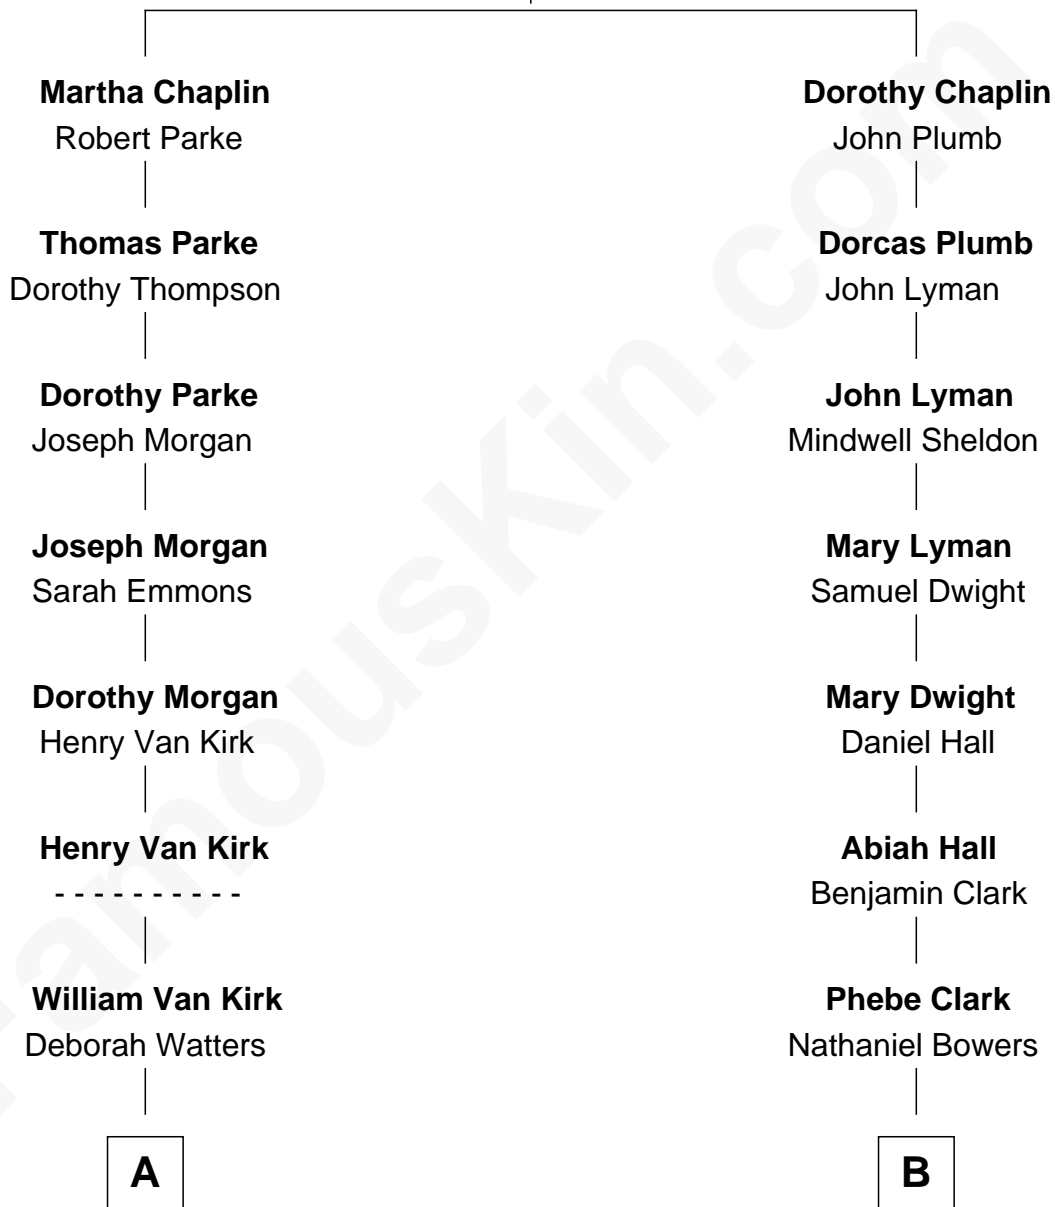 Martha Chaplin
Robert Parke
Thomas Parke
Dorothy Thompson
Dorothy Parke
Joseph Morgan
Joseph Morgan
Sarah Emmons
Dorothy Morgan
Henry Van Kirk
Henry Van Kirk
- - - - - - - - - -
William Van Kirk
Deborah Watters
A
Dorothy Chaplin
John Plumb
Dorcas Plumb
John Lyman
John Lyman
Mindwell Sheldon
Mary Lyman
Samuel Dwight
Mary Dwight
Daniel Hall
Abiah Hall
Benjamin Clark
Phebe Clark
Nathaniel Bowers
B
FamousKin.com